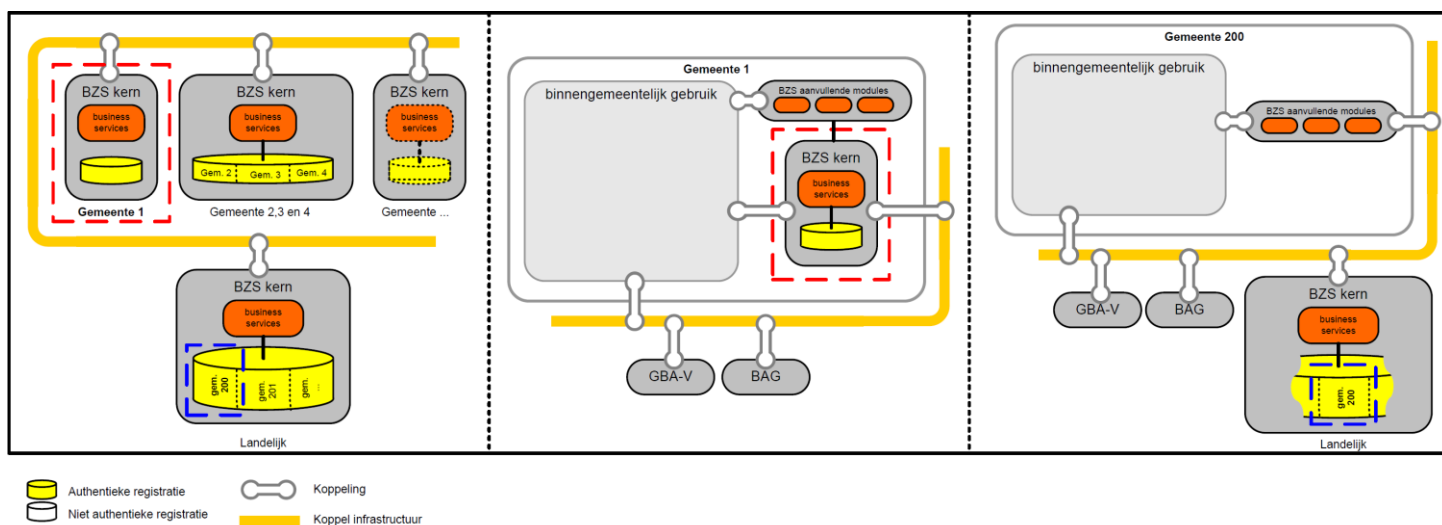 BZS kern
business
services
Gemeente 1
BZS kern
business
services
Gem. 2
Gem. 3
Gem. 4
Gemeente 2,3 en 4
BZS kern
business
services
Gemeente ...
BZS kern
business
services
gem.
200
gem.
201
gem.
...
Landelijk
Gemeente 1
binnengemeentelijk gebruik
BZS aanvullende modules
BZS kern
business
services
GBA-V
BAG
Gemeente 200
binnengemeentelijk gebruik
BZS aanvullende modules
GBA-V
BAG
BZS kern
business
services
gem.
200
Landelijk
Authentieke registratie
Niet authentieke registratie
Koppeling
Koppel infrastructuur